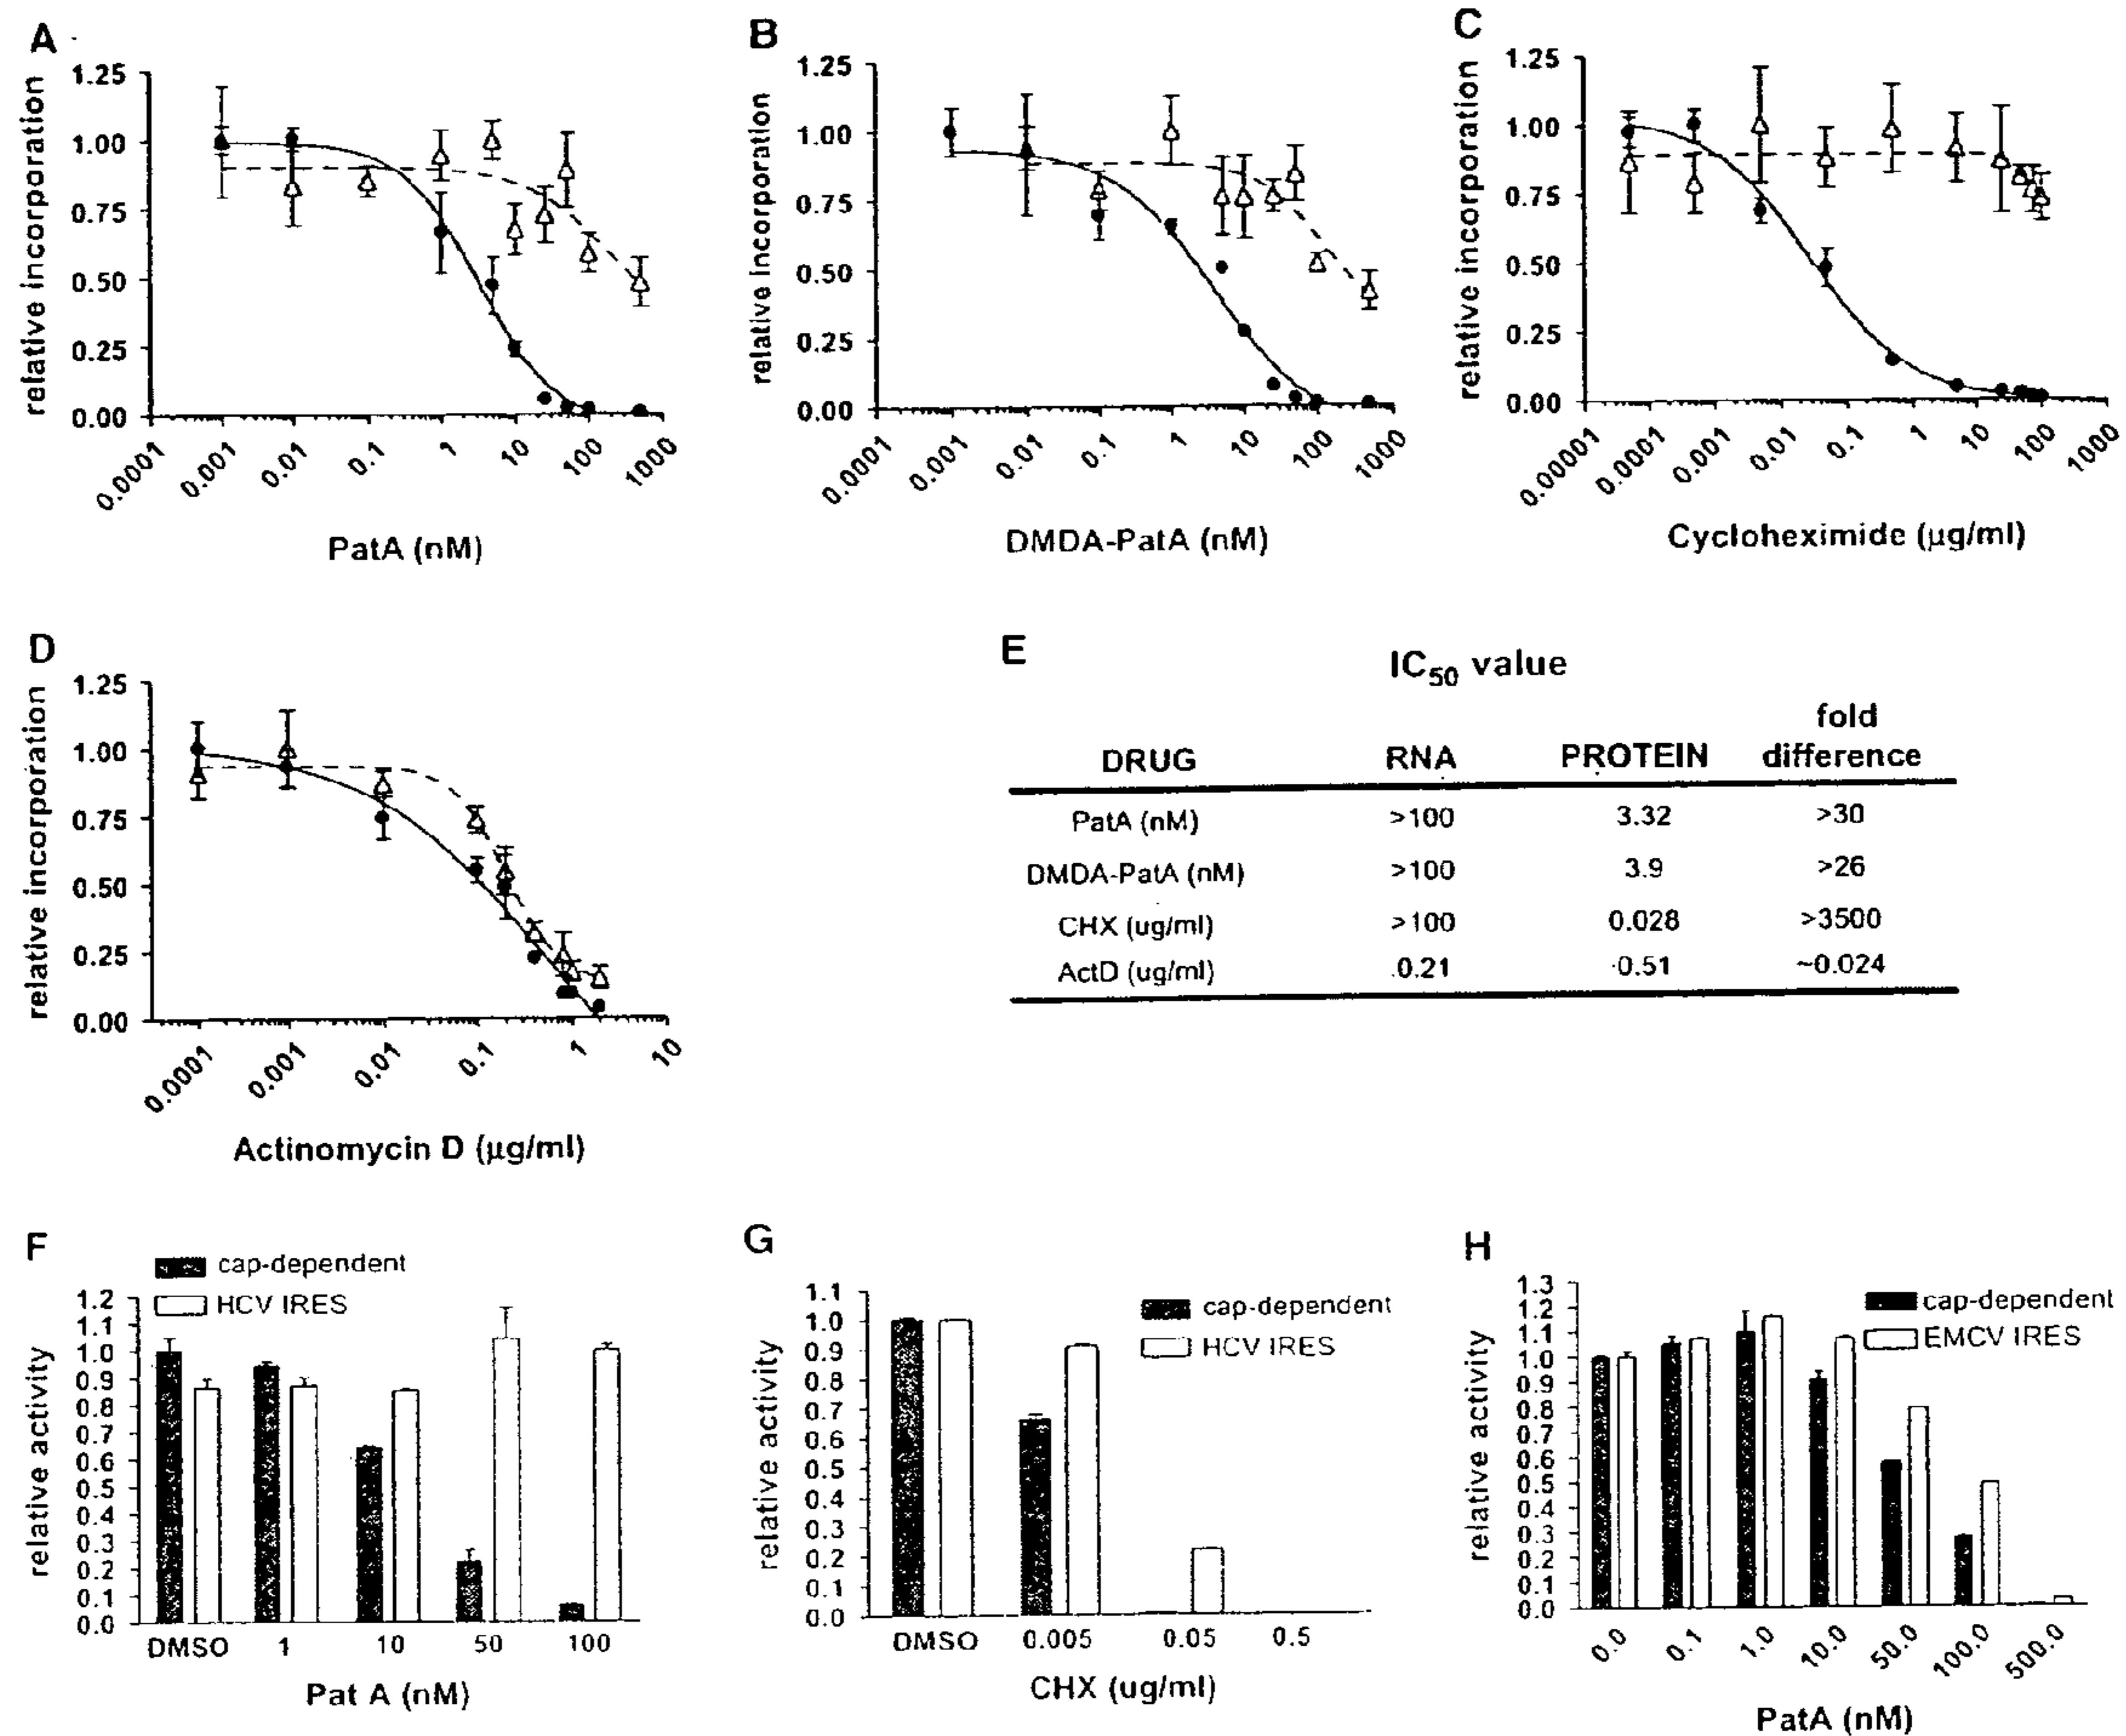 A
relative incorporation
1.25
1.00
0.75
0.50
0.25
0.00
0.0001
0.001
0.01
0.1
1
10
100
1000
PatA (nM)
B
relative incorporation
1.25
1.00
0.75
0.50
0.25
0.00
0.0001
0.001
0.01
0.1
1
10
100
1000
DMDA-PatA (nM)
C
relative incorporation
1.25
1.00
0.75
0.50
0.25
0.00
0.00001
0.0001
0.001
0.01
0.1
1
10
100
1000
Cycloheximide (µg/ml)
D
relative incorporation
1.25
1.00
0.75
0.50
0.25
0.00
0.0001
0.001
0.01
0.1
1
10
Actinomycin D (µg/ml)
E
IC50 value
DRUG RNA PROTEIN fold difference
PatA (nM) >100 3.32 >30
DMDA-PatA (nM) >100 3.9 >26
CHX (ug/ml) >100 0.028 >3500
ActD (ug/ml) 0.21 0.51 ~0.024
F
cap-dependent
HCV IRES
relative activity
1.2
1.1
1.0
0.9
0.8
0.7
0.6
0.5
0.4
0.3
0.2
0.1
0.0
DMSO 1 10 50 100
Pat A (nM)
G
cap-dependent
HCV IRES
relative activity
1.1
1.0
0.9
0.8
0.7
0.6
0.5
0.4
0.3
0.2
0.1
0.0
DMSO 0.005 0.05 0.5
CHX (ug/ml)
H
cap-dependent
EMCV IRES
relative activity
1.3
1.2
1.1
1.0
0.9
0.8
0.7
0.6
0.5
0.4
0.3
0.2
0.1
0.0
0.0
0.1
1.0
10.0
50.0
100.0
500.0
PatA (nM)